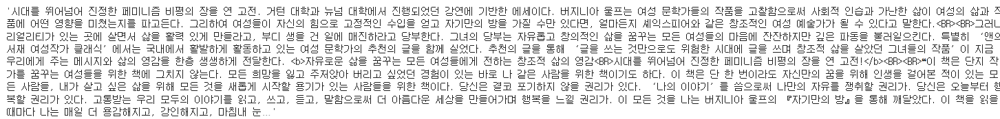 '시대를 뛰어넘어 진정한 페미니즘 비평의 장을 연 고전. 거턴 대학과 뉴넘 대학에서 진행되었던 강연에 기반한 에세이다. 버지니아 울프는 여성 문학가들의 작품을 고찰함으로써 사회적 인습과 가난한 삶이 여성의 삶과 작
품에 어떤 영향을 미쳤는지를 파고든다. 그리하여 여성들이 자신의 힘으로 고정적인 수입을 얻고 자기만의 방을 가질 수만 있다면, 얼마든지 셰익스피어와 같은 창조적인 여성 예술가가 될 수 있다고 말한다.<BR><BR>그러니
리얼리티가 있는 곳에 살면서 삶을 활력 있게 만들라고, 부디 생을 건 일에 매진하라고 당부한다. 그녀의 당부는 자유롭고 창의적인 삶을 꿈꾸는 모든 여성들의 마음에 잔잔하지만 깊은 파동을 불러일으킨다. 특별히 ‘앤의
서재 여성작가 클래식’에서는 국내에서 활발하게 활동하고 있는 여성 문학가의 추천의 글을 함께 실었다. 추천의 글을 통해 ‘글을 쓰는 것만으로도 위험한 시대에 글을 쓰며 창조적 삶을 살았던 그녀들의 작품’이 지금
우리에게 주는 메시지와 삶의 영감을 한층 생생하게 전달한다. <b>자유로운 삶을 꿈꾸는 모든 여성들에게 전하는 창조적 삶의 영감<BR>시대를 뛰어넘어 진정한 페미니즘 비평의 장을 연 고전!</b><BR><BR>“이 책은 단지 작
가를 꿈꾸는 여성들을 위한 책에 그치지 않는다. 모든 희망을 잃고 주저앉아 버리고 싶었던 경험이 있는 바로 나 같은 사람을 위한 책이기도 하다. 이 책은 단 한 번이라도 자신만의 꿈을 위해 인생을 걸어본 적이 있는 모
든 사람들, 내가 살고 싶은 삶을 위해 모든 것을 새롭게 시작할 용기가 있는 사람들을 위한 책이다. 당신은 결코 포기하지 않을 권리가 있다. ‘나의 이야기’를 씀으로써 나만의 자유를 쟁취할 권리가. 당신은 오늘부터 행
복할 권리가 있다. 고통받는 우리 모두의 이야기를 읽고, 쓰고, 듣고, 말함으로써 더 아름다운 세상을 만들어가며 행복을 느낄 권리가. 이 모든 것을 나는 버지니아 울프의 『자기만의 방』을 통해 깨달았다. 이 책을 읽을
때마다 나는 매일 더 용감해지고, 강인해지고, 마침내 눈...'